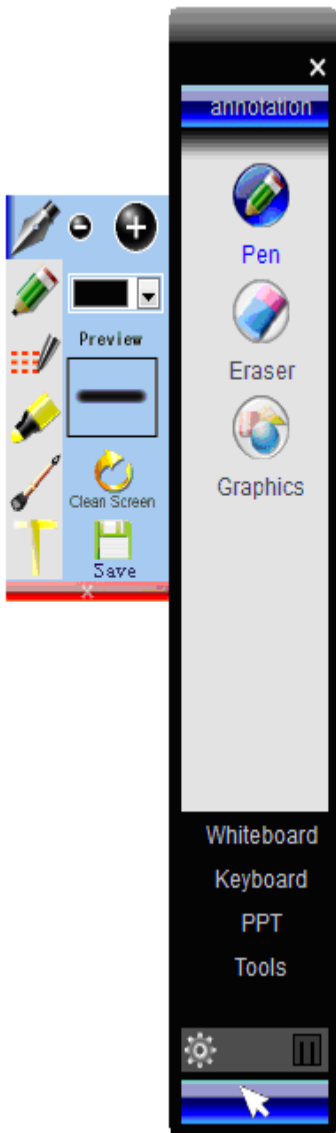 annotation
Pen
Eraser
Graphics
Preview
Clean Screen
Save
Whiteboard
Keyboard
PPT
Tools